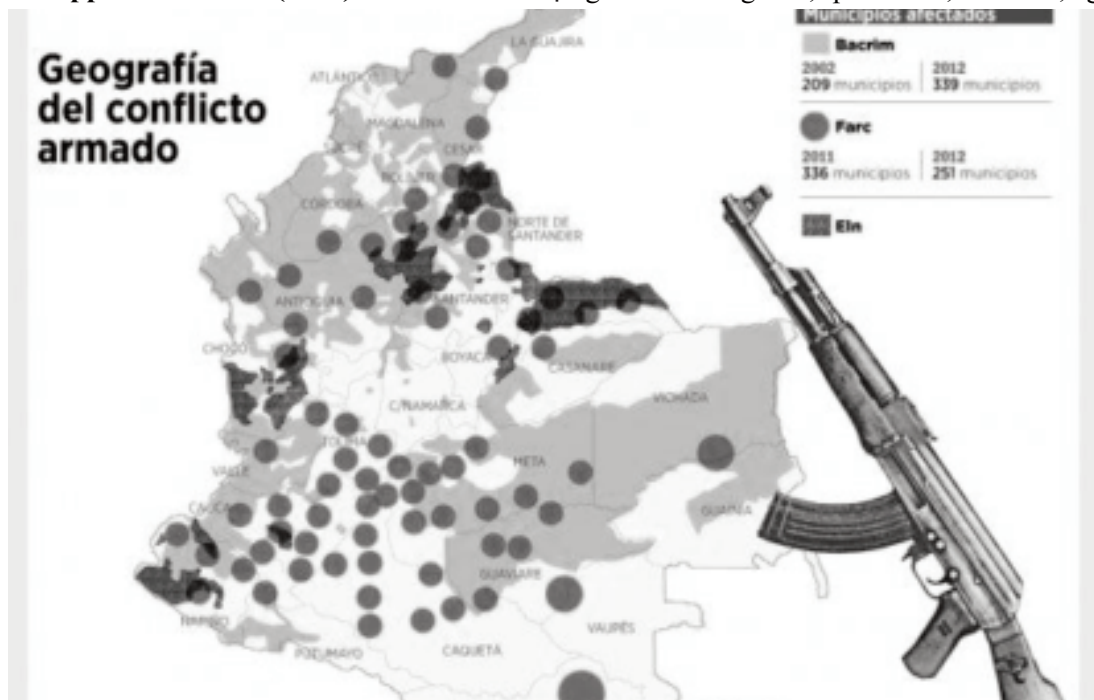 Geografía
del conflicto
armado
Municipios afectados
Bacrim
2002 2012
209 municipios 339 municipios
Farc
2011 2012
336 municipios 251 municipios
Eln
LA GUAJIRA
ATLÁNTICO
MAGDALENA
CESAR
BOLÍVAR
CÓRDOBA
NORTE DE
SANTANDER
ANTIOQUIA
SANTANDER
CHOCÓ
BOYACÁ
CASANARE
C/NAMARCA
VICHADA
TOLIMA
META
VALLE
CAUCA
GUAINÍA
GUAVIARE
NARIÑO
VAUPÉS
PUTUMAYO
CAQUETÁ